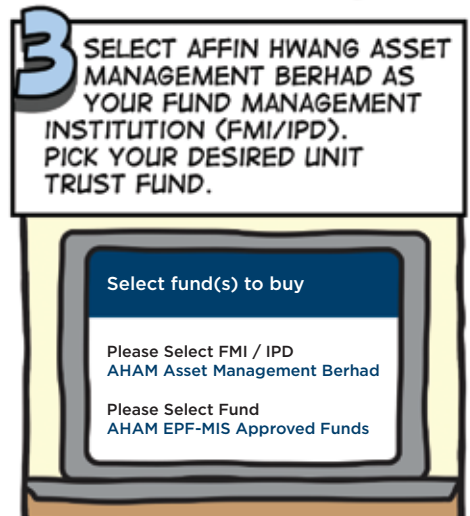 3
SELECT AFFIN HWANG ASSET
MANAGEMENT BERHAD AS
YOUR FUND MANAGEMENT
INSTITUTION (FMI/IPD).
PICK YOUR DESIRED UNIT
TRUST FUND.
Select fund(s) to buy
Please Select FMI / IPD
AHAM Asset Management Berhad
Please Select Fund
AHAM EPF-MIS Approved Funds